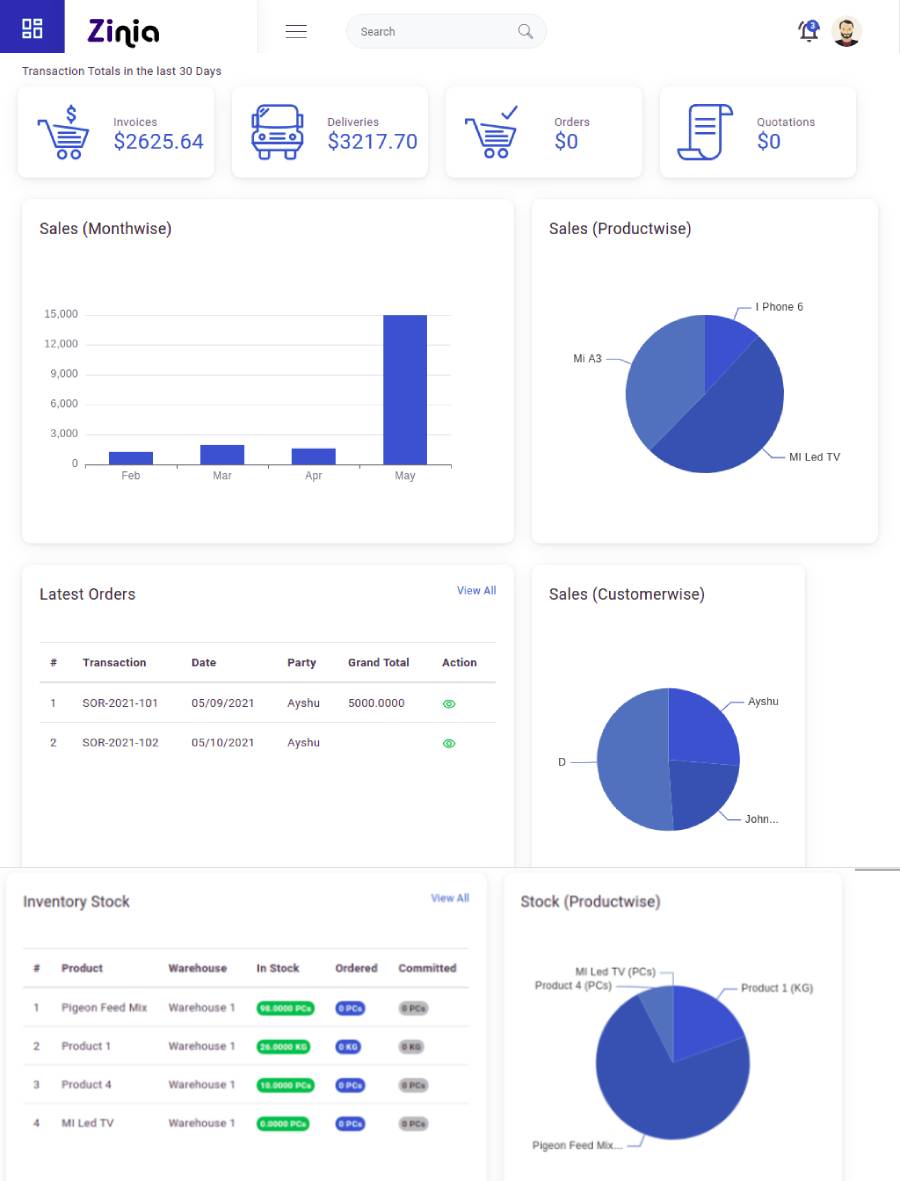 Zinia
Search
3
Transaction Totals in the last 30 Days
Invoices
$2625.64
Deliveries
$3217.70
Orders
$0
Quotations
$0
Sales (Monthwise)
15,000
12,000
9,000
6,000
3,000
0
Feb Mar Apr May
Sales (Productwise)
I Phone 6
Mi A3
MI Led TV
Latest Orders
View All
# Transaction Date Party Grand Total Action
1 SOR-2021-101 05/09/2021 Ayshu 5000.0000
2 SOR-2021-102 05/10/2021 Ayshu
Sales (Customerwise)
Ayshu
D
John...
Inventory Stock
View All
# Product Warehouse In Stock Ordered Committed
1 Pigeon Feed Mix Warehouse 1 98.0000 PCs 0 PCs 0 PCs
2 Product 1 Warehouse 1 26.0000 KG 0 KG 0 KG
3 Product 4 Warehouse 1 10.0000 PCs 0 PCs 0 PCs
4 MI Led TV Warehouse 1 0.0000 PCs 0 PCs 0 PCs
Stock (Productwise)
MI Led TV (PCs)
Product 4 (PCs)
Product 1 (KG)
Pigeon Feed Mix...